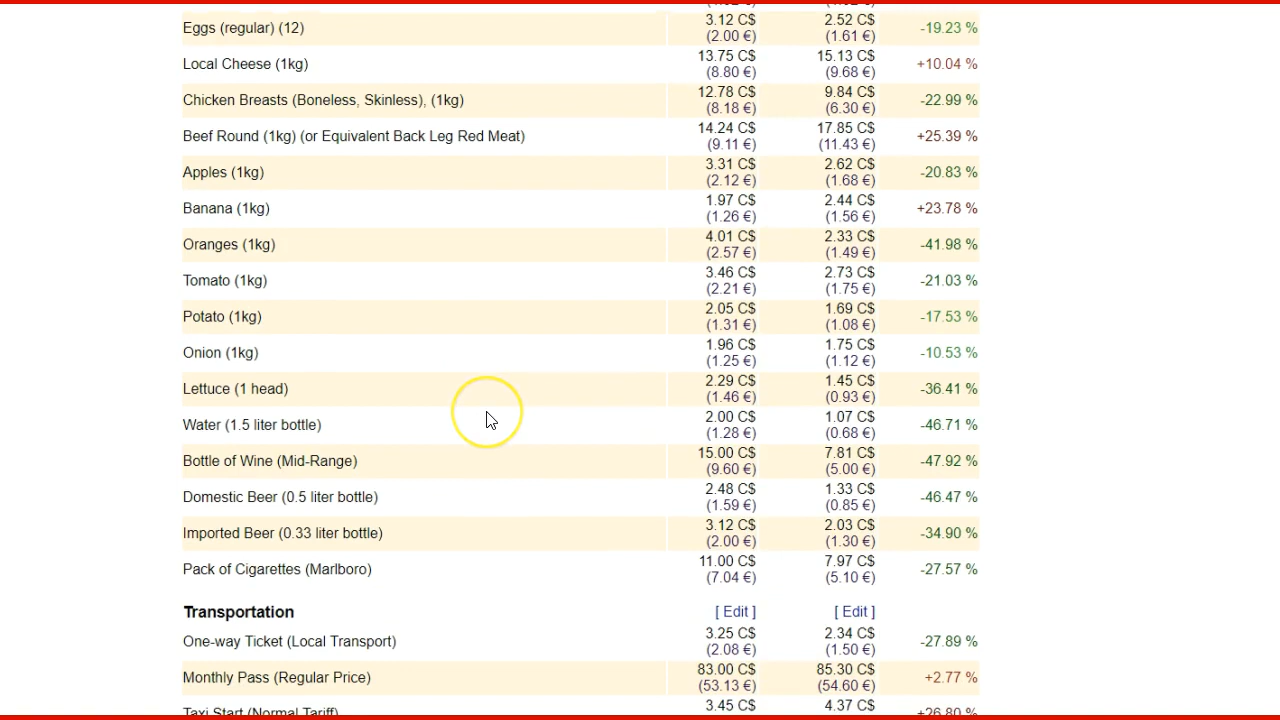 Eggs (regular) (12) 3.12 C$ 2.52 C$ -19.23 %
(2.00 €) (1.61 €)
Local Cheese (1kg) 13.75 C$ 15.13 C$ +10.04 %
(8.80 €) (9.68 €)
Chicken Breasts (Boneless, Skinless), (1kg) 12.78 C$ 9.84 C$ -22.99 %
(8.18 €) (6.30 €)
Beef Round (1kg) (or Equivalent Back Leg Red Meat) 14.24 C$ 17.85 C$ +25.39 %
(9.11 €) (11.43 €)
Apples (1kg) 3.31 C$ 2.62 C$ -20.83 %
(2.12 €) (1.68 €)
Banana (1kg) 1.97 C$ 2.44 C$ +23.78 %
(1.26 €) (1.56 €)
Oranges (1kg) 4.01 C$ 2.33 C$ -41.98 %
(2.57 €) (1.49 €)
Tomato (1kg) 3.46 C$ 2.73 C$ -21.03 %
(2.21 €) (1.75 €)
Potato (1kg) 2.05 C$ 1.69 C$ -17.53 %
(1.31 €) (1.08 €)
Onion (1kg) 1.96 C$ 1.75 C$ -10.53 %
(1.25 €) (1.12 €)
Lettuce (1 head) 2.29 C$ 1.45 C$ -36.41 %
(1.46 €) (0.93 €)
Water (1.5 liter bottle) 2.00 C$ 1.07 C$ -46.71 %
(1.28 €) (0.68 €)
Bottle of Wine (Mid-Range) 15.00 C$ 7.81 C$ -47.92 %
(9.60 €) (5.00 €)
Domestic Beer (0.5 liter bottle) 2.48 C$ 1.33 C$ -46.47 %
(1.59 €) (0.85 €)
Imported Beer (0.33 liter bottle) 3.12 C$ 2.03 C$ -34.90 %
(2.00 €) (1.30 €)
Pack of Cigarettes (Marlboro) 11.00 C$ 7.97 C$ -27.57 %
(7.04 €) (5.10 €)
Transportation [ Edit ] [ Edit ]
One-way Ticket (Local Transport) 3.25 C$ 2.34 C$ -27.89 %
(2.08 €) (1.50 €)
Monthly Pass (Regular Price) 83.00 C$ 85.30 C$ +2.77 %
(53.13 €) (54.60 €)
Taxi Start (Normal Tariff) 3.45 C$ 4.37 C$ +26.80 %